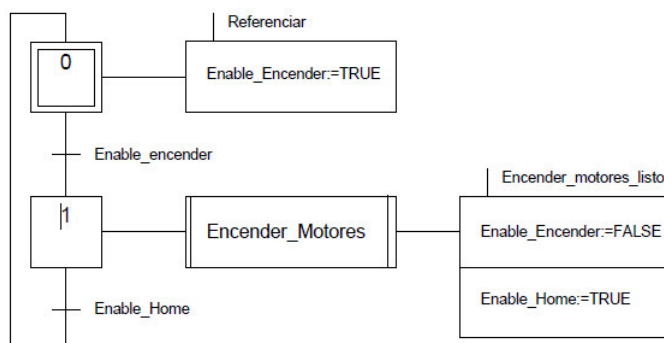 Referenciar
0
Enable_Encender:=TRUE
Enable_encender
Encender_motores_listo
1
Encender_Motores
Enable_Encender:=FALSE
Enable_Home:=TRUE
Enable_Home